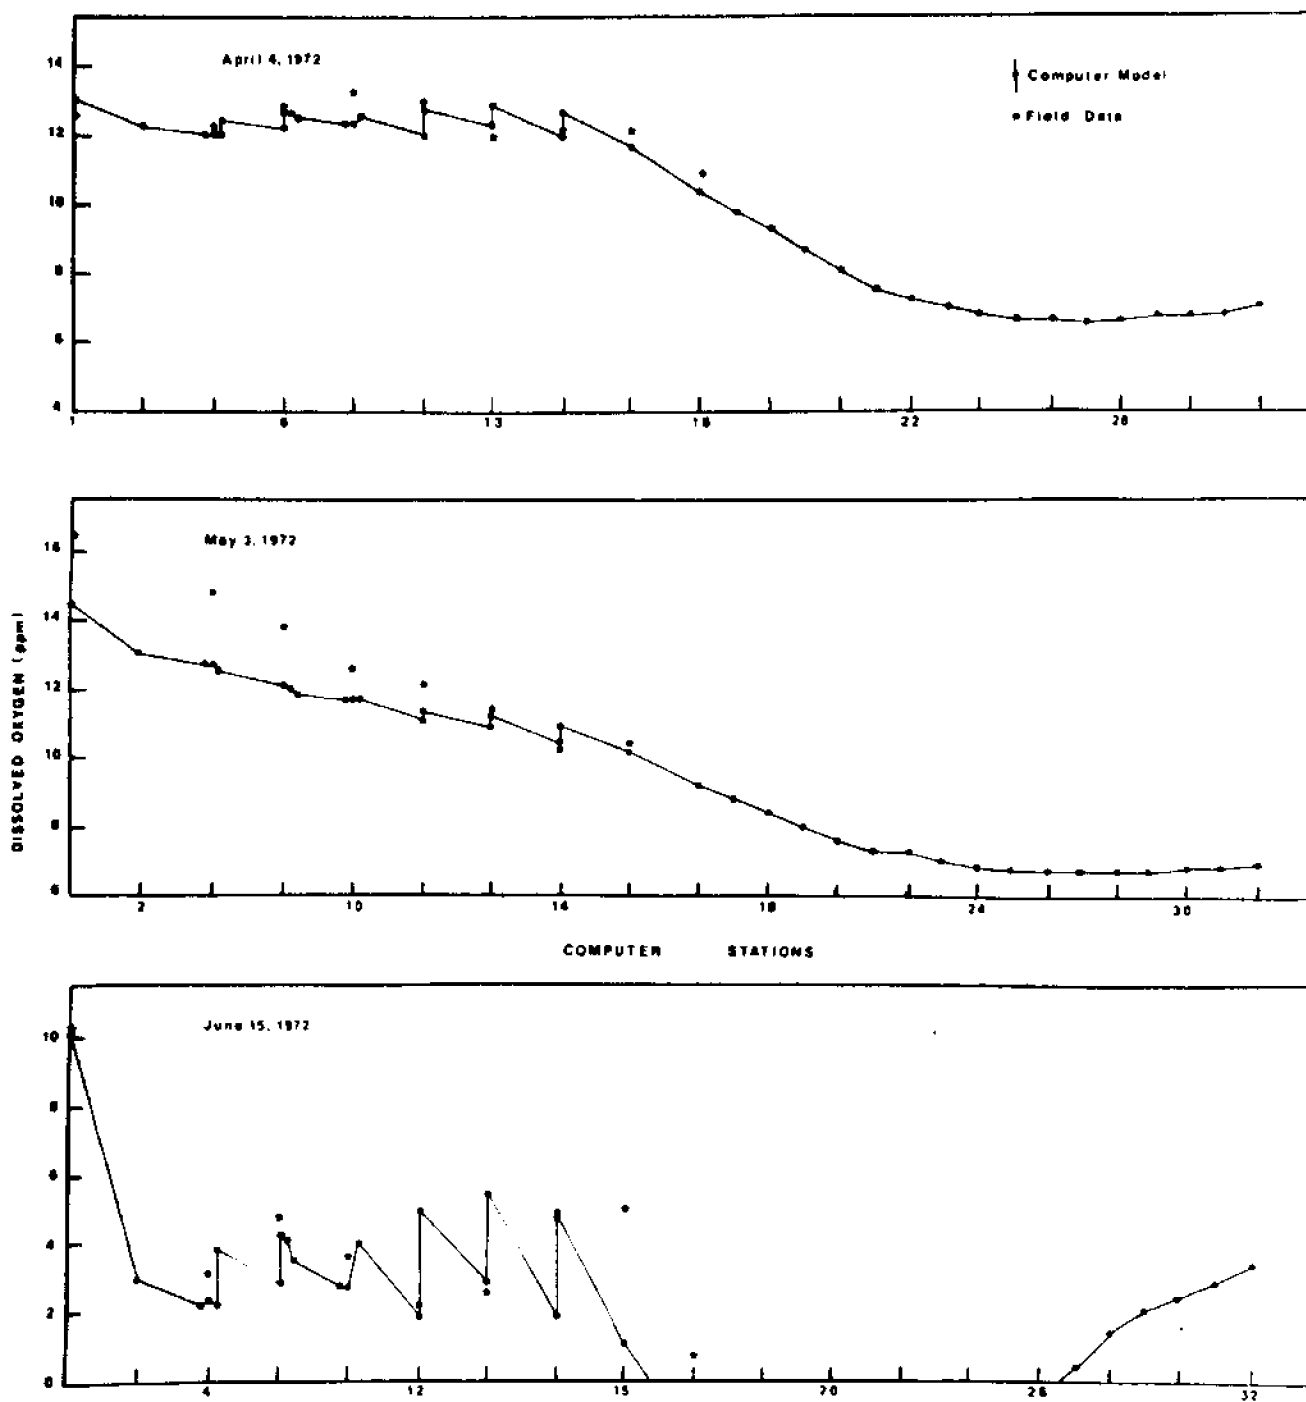 14
April 4, 1972
Computer Model
Field Data
12
10
8
6
4
1 6 13 16 22 28
16
May 3, 1972
14
12
10
8
6
DISSOLVED OXYGEN (ppm)
2 10 14 18 24 30
COMPUTER STATIONS
June 15, 1972
10
8
6
4
2
0
4 12 15 20 26 32